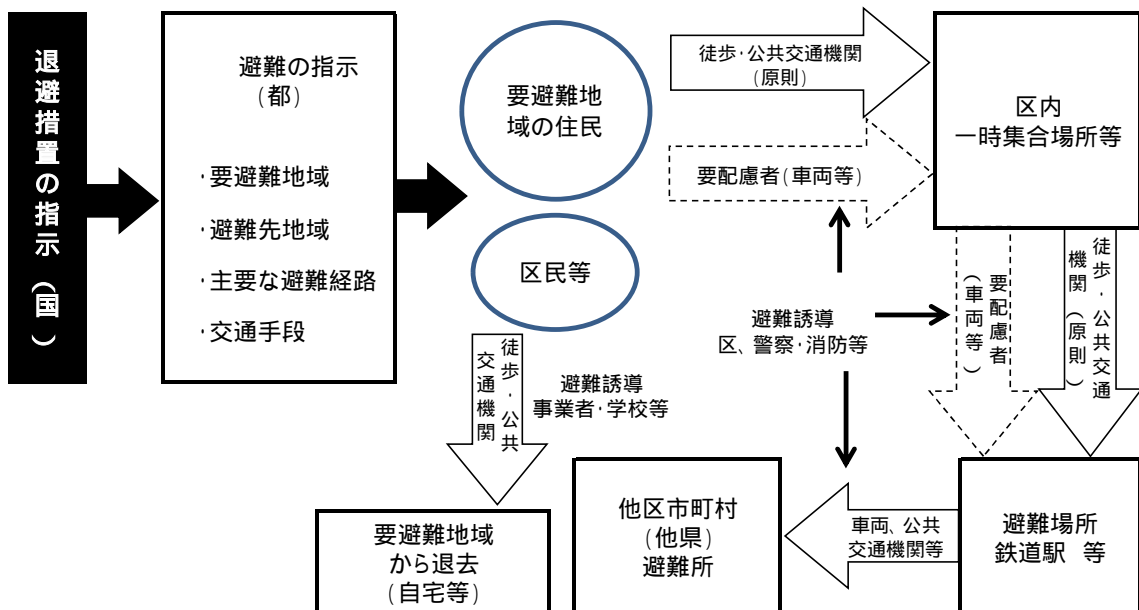 退避措置の指示（国）
避難の指示
（都）
･要避難地域
･避難先地域
･主要な避難経路
･交通手段
要避難地
域の住民
区民等
徒歩･公共交通機関
（原則）
要配慮者（車両等）
区内
一時集合場所等
避難誘導
区、警察･消防等
要配慮者
（車両等）
徒歩･公共交通
機関（原則）
徒歩･公共
交通機関
避難誘導
事業者･学校等
要避難地域
から退去
（自宅等）
他区市町村
（他県）
避難所
車両、公共
交通機関等
避難場所
鉄道駅 等